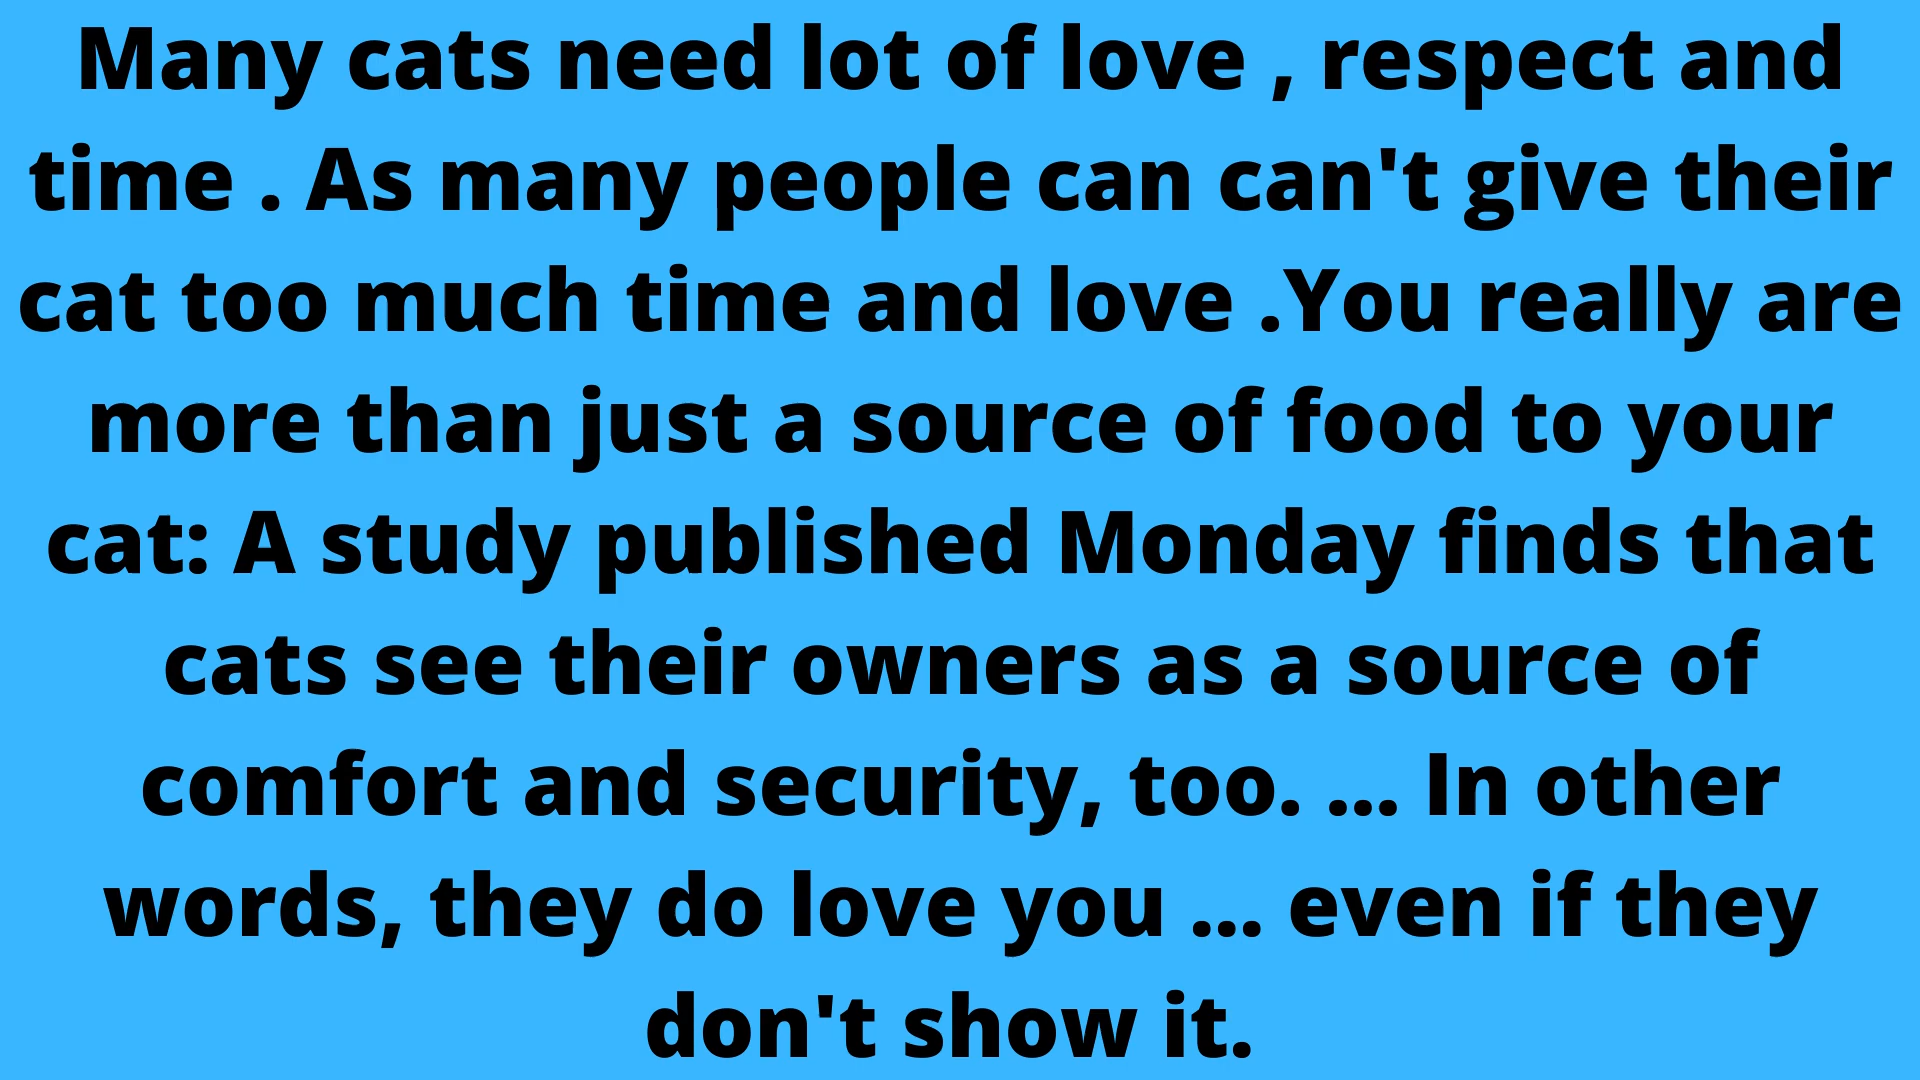 Many cats need lot of love , respect and
time . As many people can can't give their
cat too much time and love .You really are
more than just a source of food to your
cat: A study published Monday finds that
cats see their owners as a source of
comfort and security, too. ... In other
words, they do love you ... even if they
don't show it.